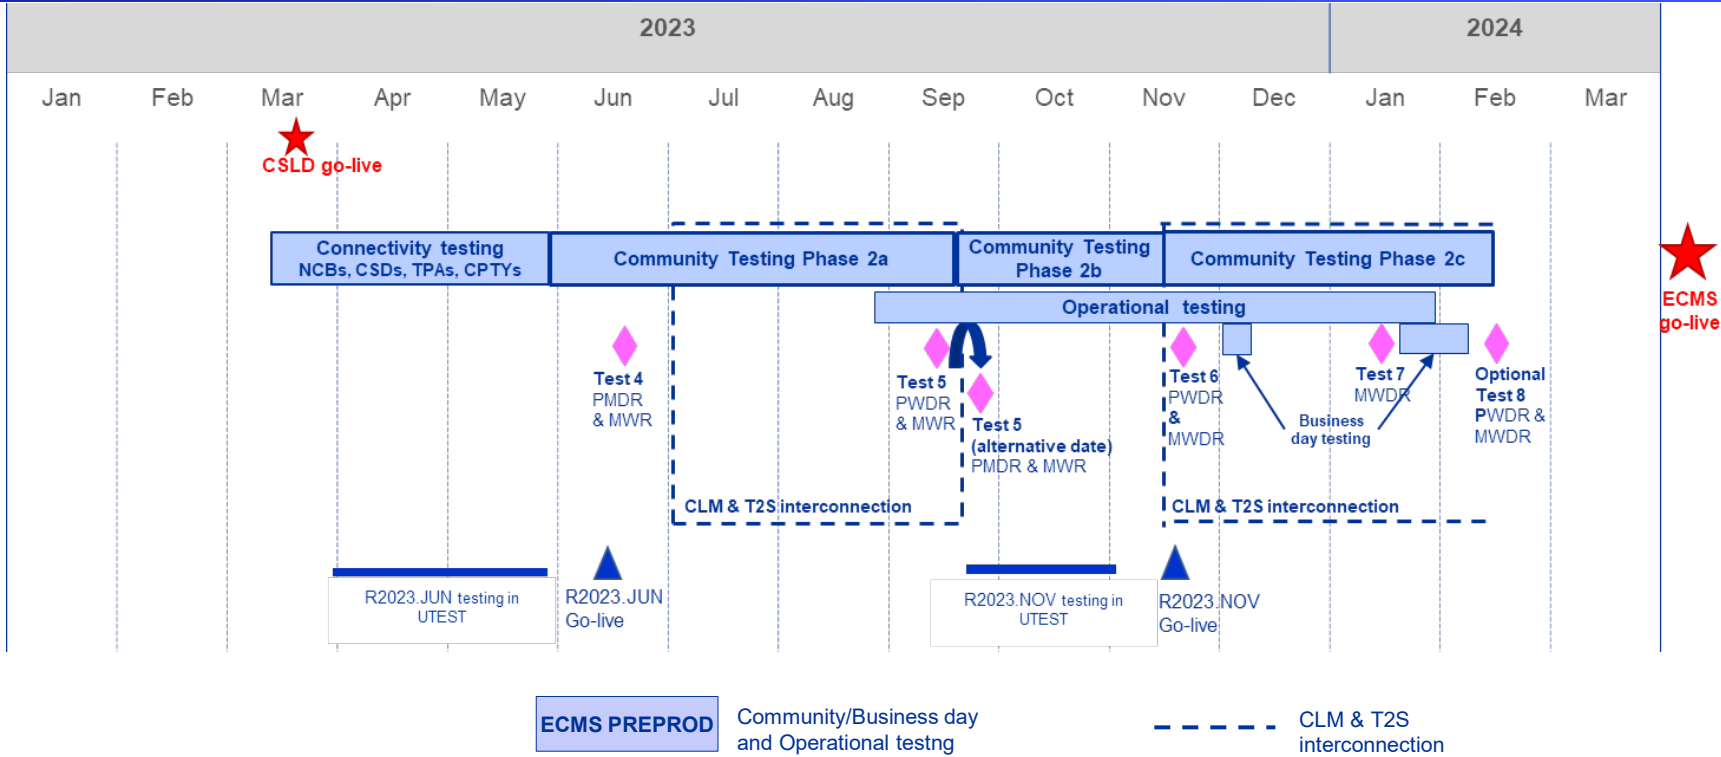 2023
2024
Jan
Feb
Mar
Apr
May
Jun
Jul
Aug
Sep
Oct
Nov
Dec
Jan
Feb
Mar
CSLD go-live
Connectivity testing
NCBs, CSDs, TPAs, CPTYs
Community Testing Phase 2a
Community Testing
Phase 2b
Community Testing Phase 2c
ECMS
go-live
Operational testing
Test 4
PMDR
& MWR
Test 5
PWDR
& MWR
Test 5
(alternative date)
PMDR & MWR
Test 6
PWDR
&
MWDR
Business
day testing
Test 7
MWDR
Optional
Test 8
PWDR &
MWDR
CLM & T2S interconnection
CLM & T2S interconnection
R2023.JUN testing in
UTEST
R2023.JUN
Go-live
R2023.NOV testing in
UTEST
R2023.NOV
Go-live
ECMS PREPROD
Community/Business day
and Operational testng
CLM & T2S
interconnection